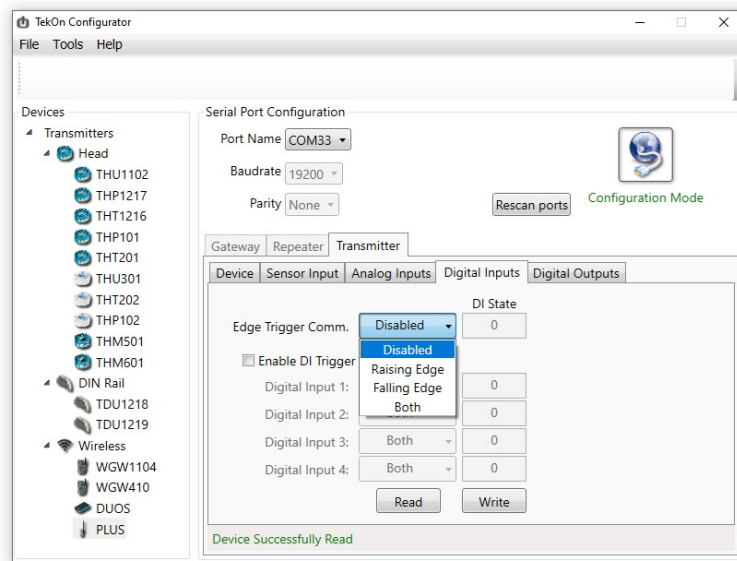 TekOn Configurator
File Tools Help
Devices
Transmitters
Head
THU1102
THP1217
THT1216
THP101
THT201
THU301
THT202
THP102
THM501
THM601
DIN Rail
TDU1218
TDU1219
Wireless
WGW1104
WGW410
DUOS
PLUS
Serial Port Configuration
Port Name COM33
Baudrate 19200
Parity None
Rescan ports
Configuration Mode
Gateway Repeater Transmitter
Device Sensor Input Analog Inputs Digital Inputs Digital Outputs
DI State
Edge Trigger Comm. Disabled 0
Disabled
Enable DI Trigger
Raising Edge
Falling Edge
Both
Digital Input 1: 0
Digital Input 2: 0
Digital Input 3: Both 0
Digital Input 4: Both 0
Read Write
Device Successfully Read